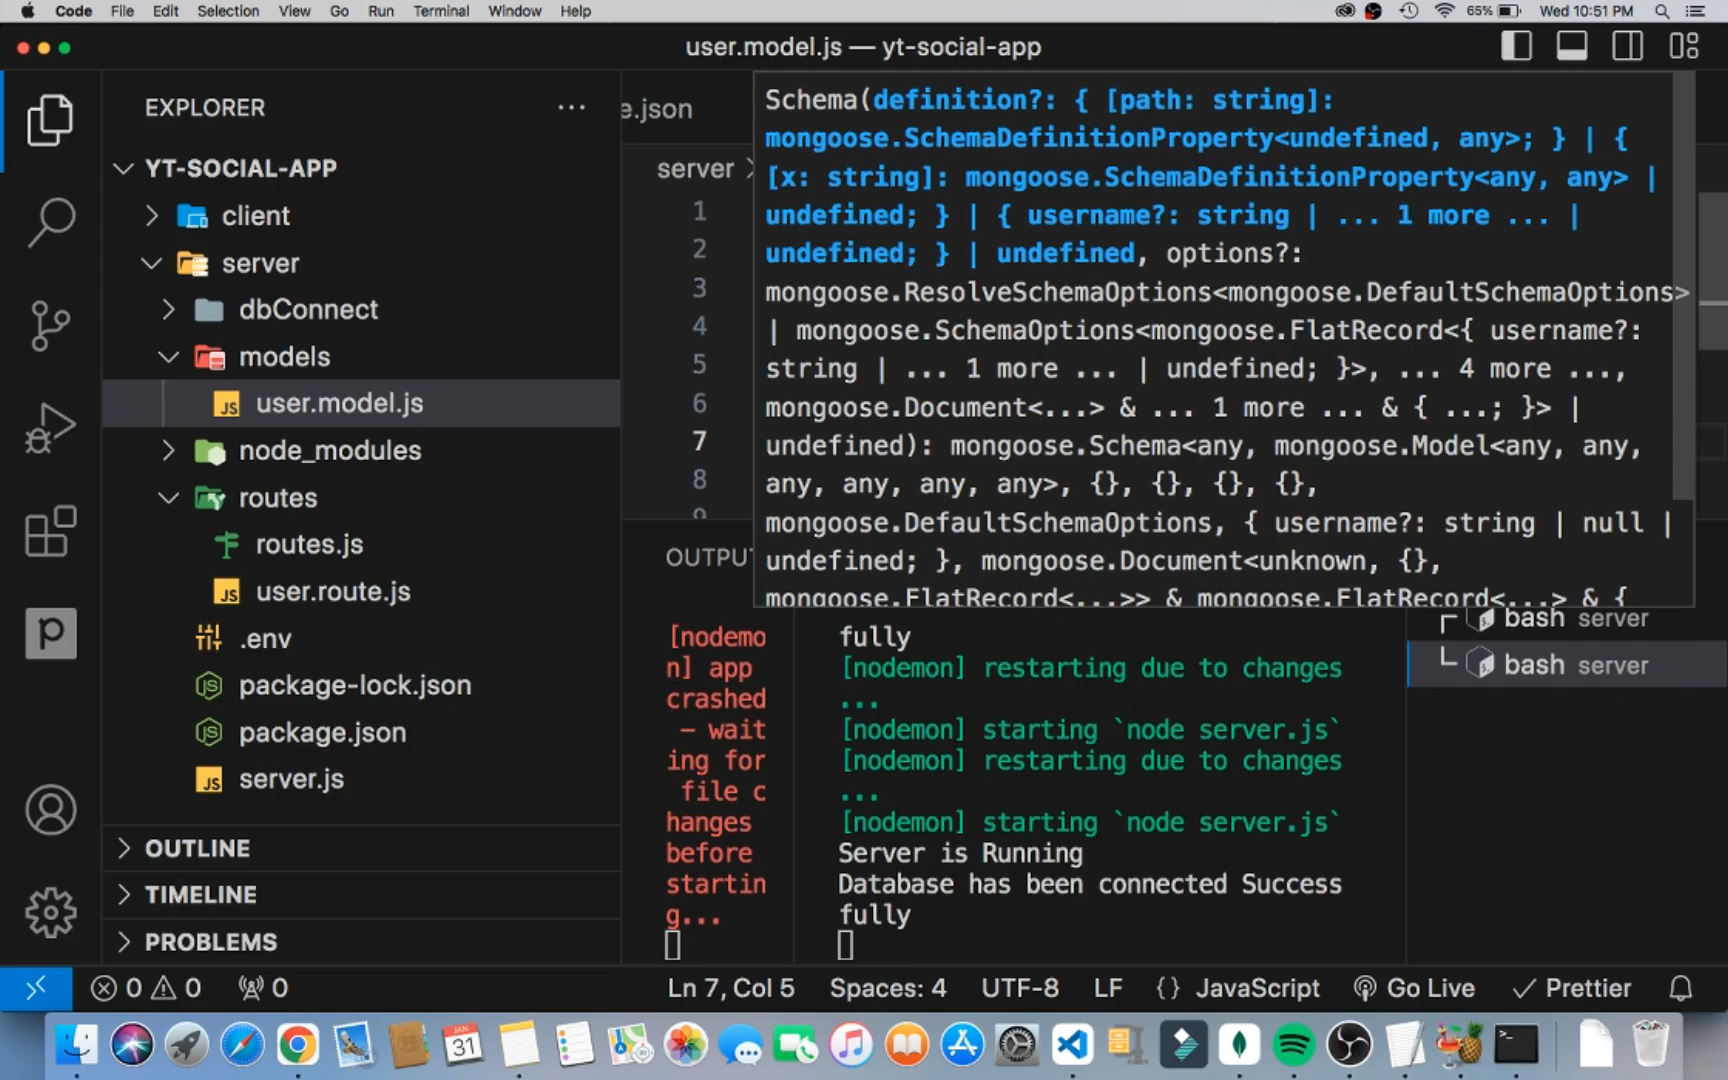 Code File Edit Selection View Go Run Terminal Window Help 65% Wed 10:51 PM
user.model.js — yt-social-app
EXPLORER ...
YT-SOCIAL-APP
client
server
dbConnect
models
user.model.js
node_modules
routes
routes.js
user.route.js
.env
package-lock.json
package.json
server.js
OUTLINE
TIMELINE
PROBLEMS
e.json
server
1
2
3
4
5
6
7
8
9
Schema(definition?: { [path: string]:
mongoose.SchemaDefinitionProperty<undefined, any>; } | {
[x: string]: mongoose.SchemaDefinitionProperty<any, any> |
undefined; } | { username?: string | ... 1 more ... |
undefined; } | undefined, options?:
mongoose.ResolveSchemaOptions<mongoose.DefaultSchemaOptions>
| mongoose.SchemaOptions<mongoose.FlatRecord<{ username?:
string | ... 1 more ... | undefined; }>, ... 4 more ...,
mongoose.Document<...> & ... 1 more ... & { ...; }> |
undefined): mongoose.Schema<any, mongoose.Model<any, any,
any, any, any, any>, {}, {}, {}, {},
mongoose.DefaultSchemaOptions, { username?: string | null |
undefined; }, mongoose.Document<unknown, {},
mongoose.FlatRecord<...>> & mongoose.FlatRecord<...> & {
OUTPUT
[nodemo
n] app
crashed
– wait
ing for
file c
hanges
before
startin
g...
fully
[nodemon] restarting due to changes
...
[nodemon] starting `node server.js`
[nodemon] restarting due to changes
...
[nodemon] starting `node server.js`
Server is Running
Database has been connected Success
fully
bash server
bash server
0 0 0 Ln 7, Col 5 Spaces: 4 UTF-8 LF {} JavaScript Go Live Prettier
JAN
31